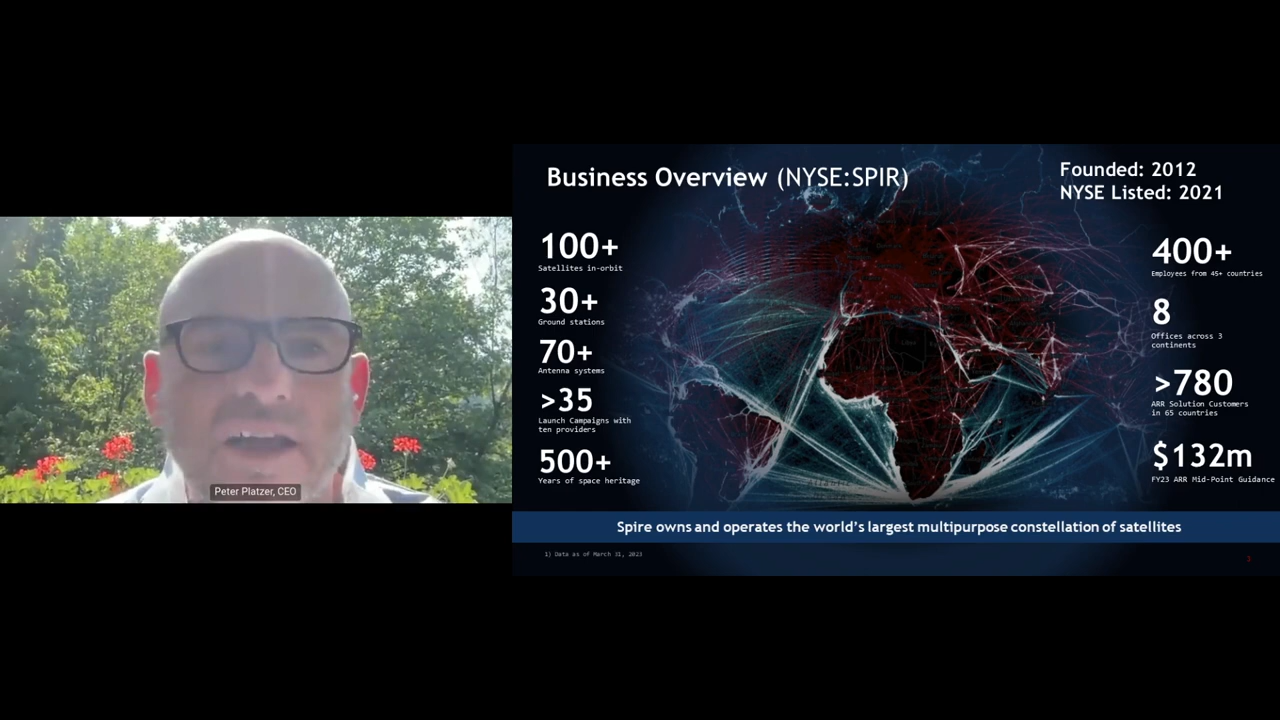 Peter Platzer, CEO
Business Overview (NYSE:SPIR)
Founded: 2012
NYSE Listed: 2021
100+
Satellites in-orbit
30+
Ground stations
70+
Antenna systems
>35
Launch Campaigns with
ten providers
500+
Years of space heritage
400+
Employees from 45+ countries
8
Offices across 3
continents
>780
ARR Solution Customers
in 65 countries
$132m
FY23 ARR Mid-Point Guidance
Spire owns and operates the world's largest multipurpose constellation of satellites
1) Data as of March 31, 2023
3